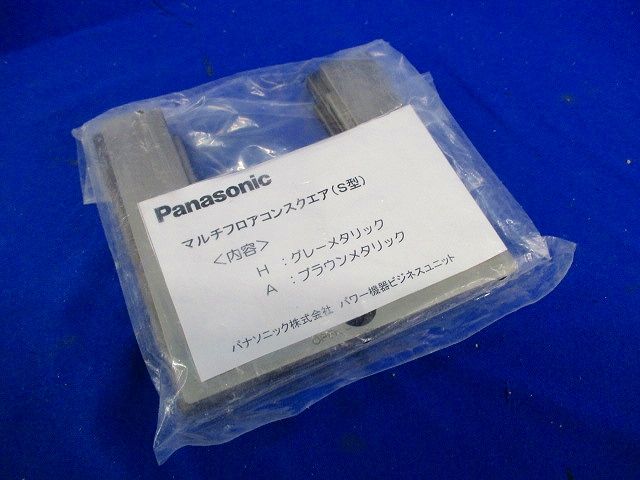 Panasonic
マルチフロアコンスクエア(S型)
<内容>
H : グレーメタリック
A : ブラウンメタリック
パナソニック株式会社 パワー機器ビジネスユニット